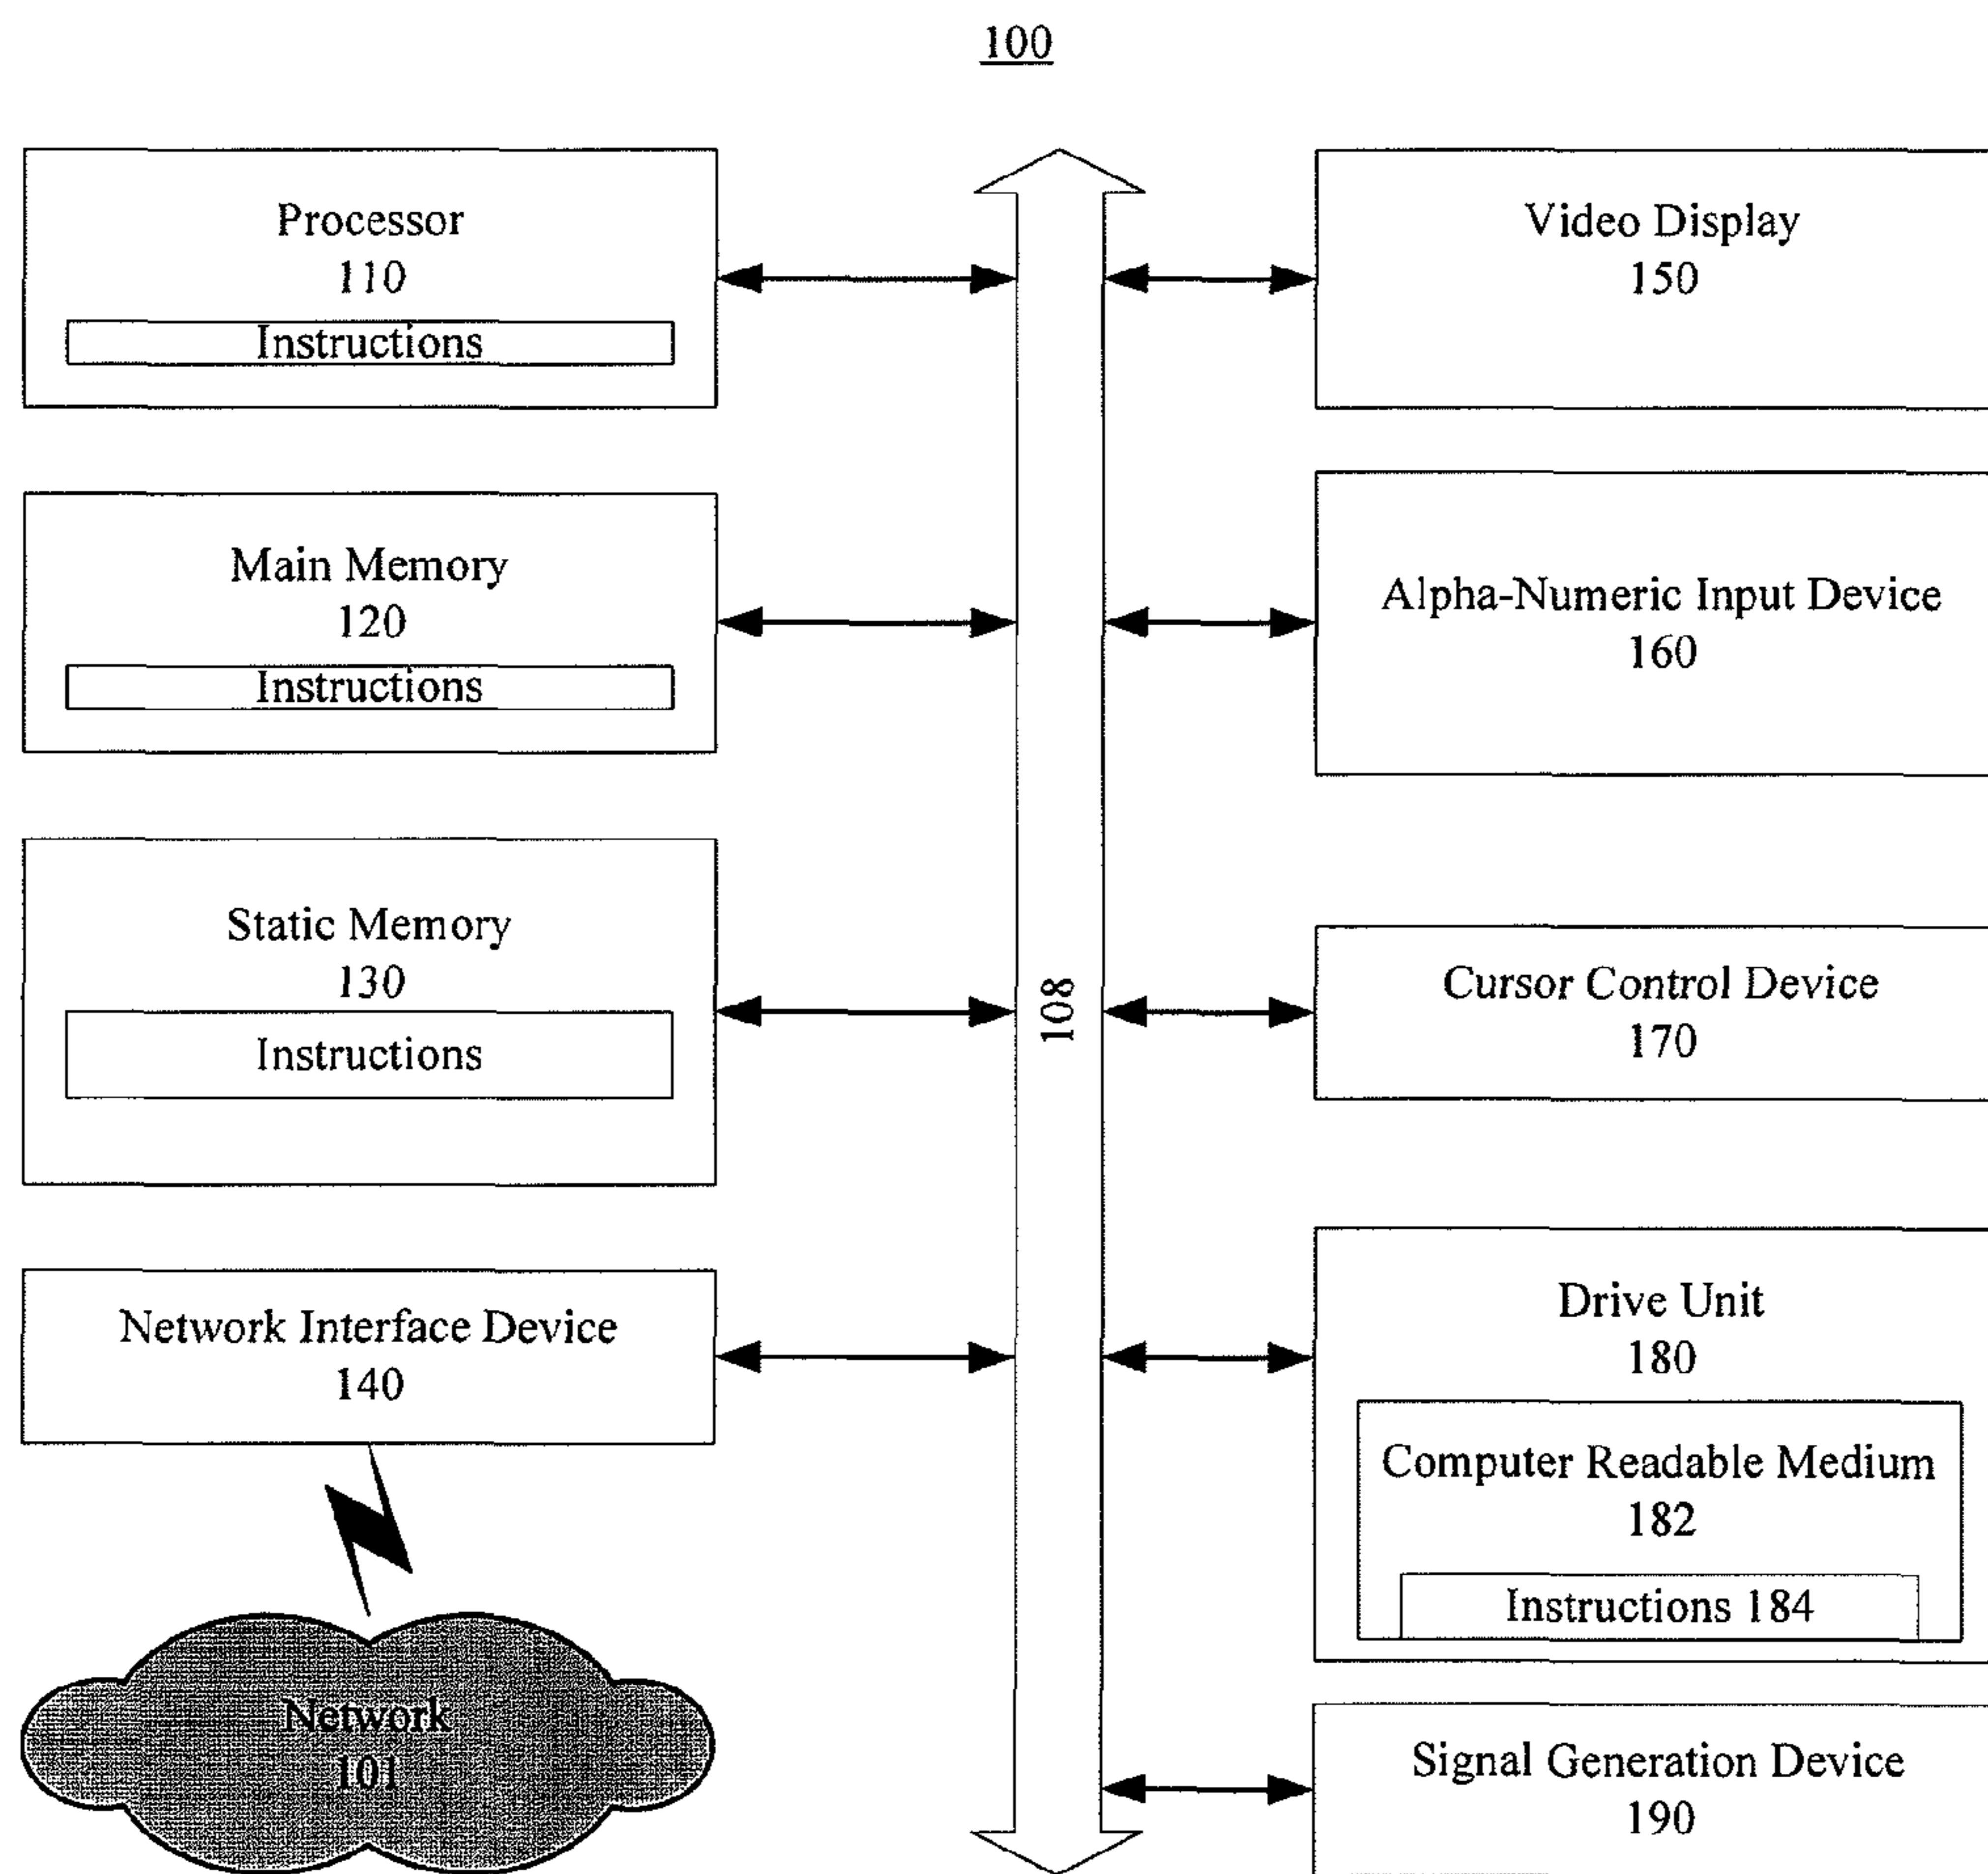 100
Processor
110
Instructions
Main Memory
120
Instructions
Static Memory
130
Instructions
Network Interface Device
140
Network
101
108
Video Display
150
Alpha-Numeric Input Device
160
Cursor Control Device
170
Drive Unit
180
Computer Readable Medium
182
Instructions 184
Signal Generation Device
190